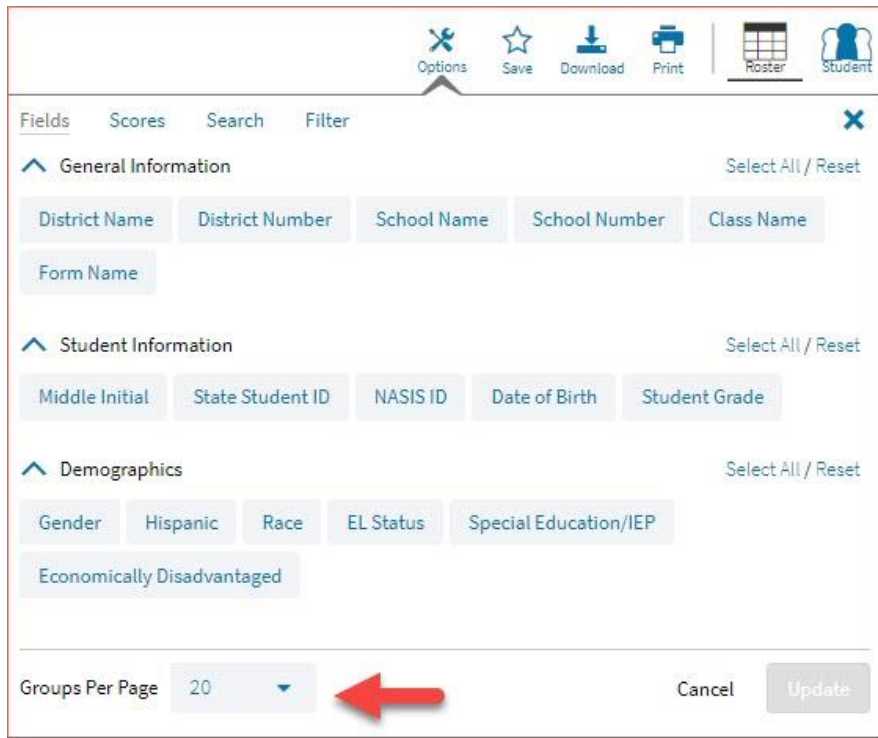 Options Save Download Print Roster Student
Fields Scores Search Filter
General Information Select All / Reset
District Name District Number School Name School Number Class Name
Form Name
Student Information Select All / Reset
Middle Initial State Student ID NASIS ID Date of Birth Student Grade
Demographics Select All / Reset
Gender Hispanic Race EL Status Special Education/IEP
Economically Disadvantaged
Groups Per Page 20 Cancel Update